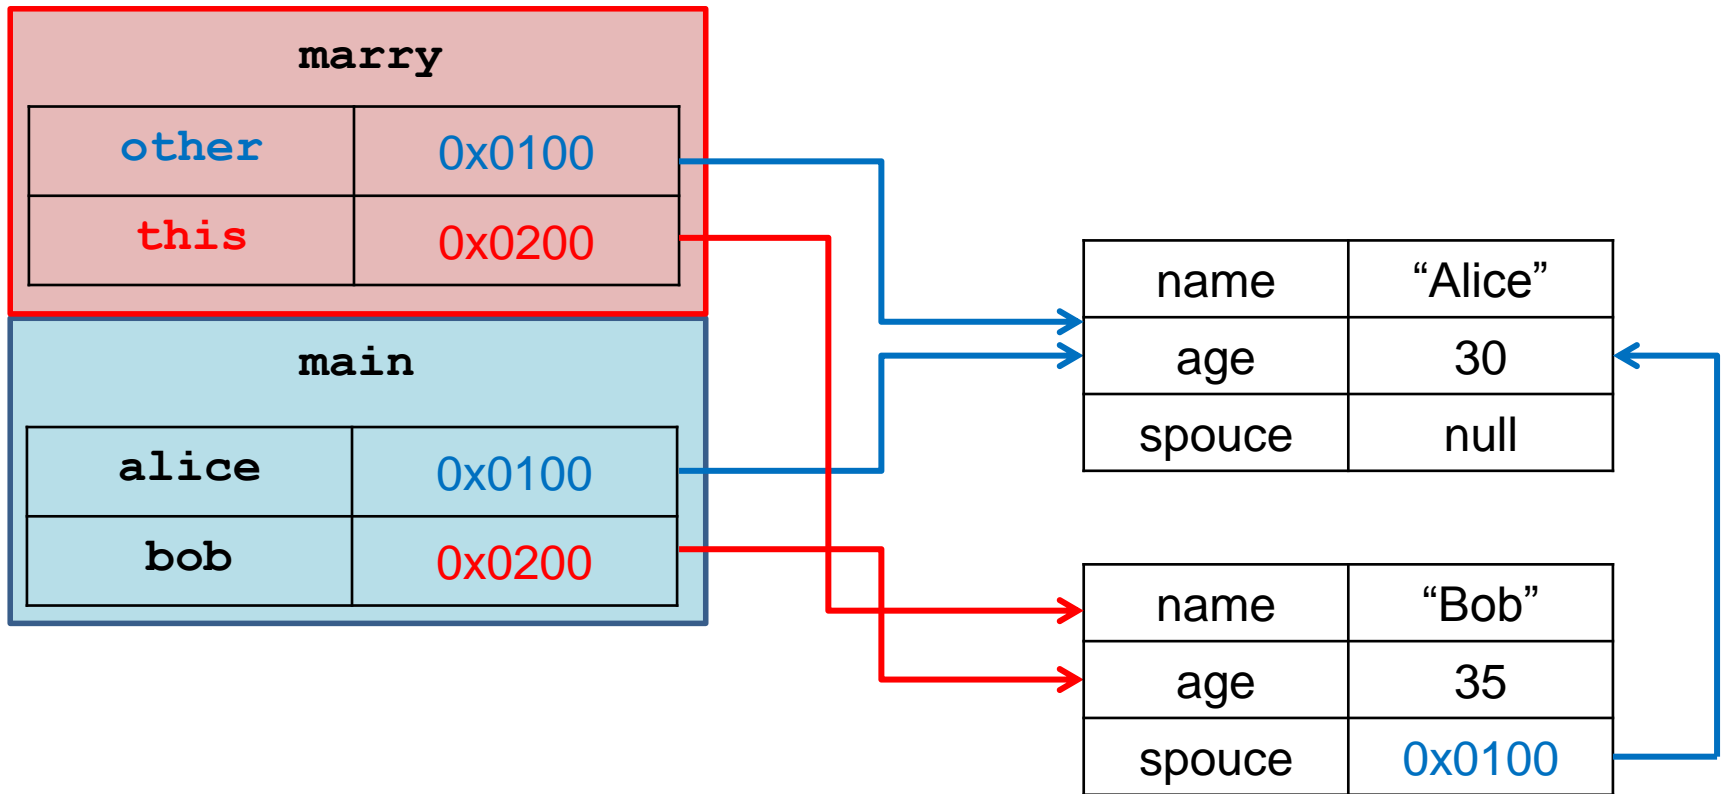 marry
other 0x0100
this 0x0200
main
alice 0x0100
bob 0x0200
name “Alice”
age 30
spouce null
name “Bob”
age 35
spouce 0x0100